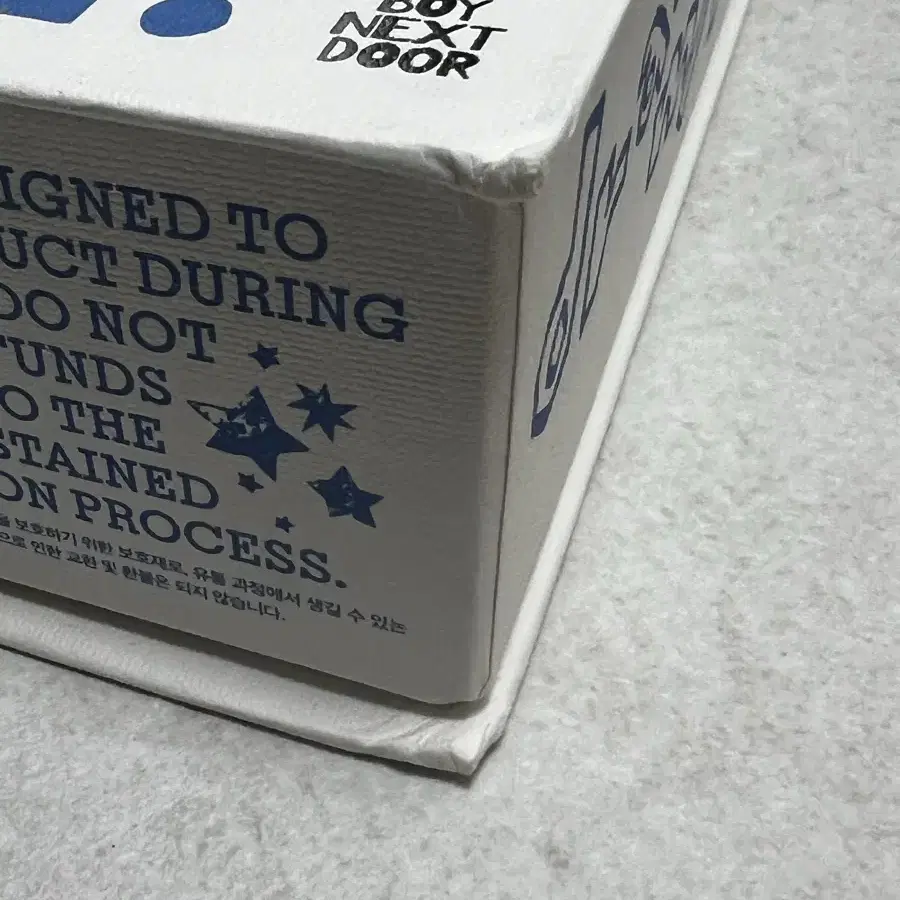 BOY
NEXT
DOOR
IGNED TO
UCT DURING
DO NOT
FUNDS
O THE
STAINED
ON PROCESS.
을 보호하기 위한 보호재로, 유통 과정에서 생길 수 있는
으로 인한 교환 및 환불은 되지 않습니다.